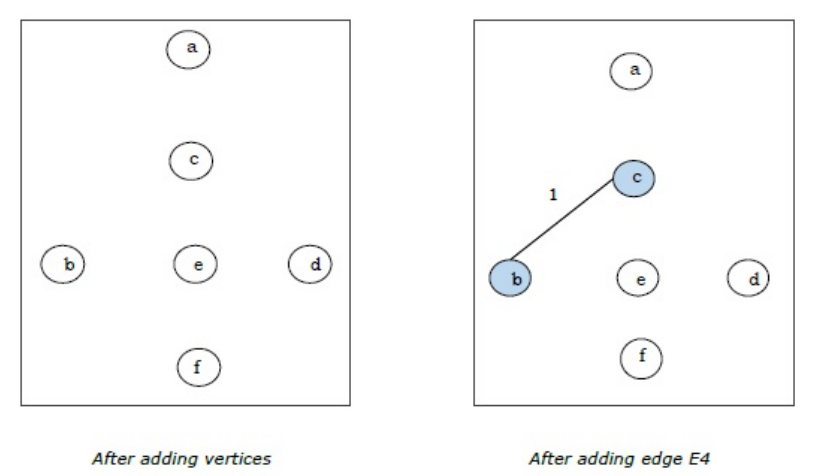 a
c
b
e
d
f
After adding vertices
a
c
1
b
e
d
f
After adding edge E4